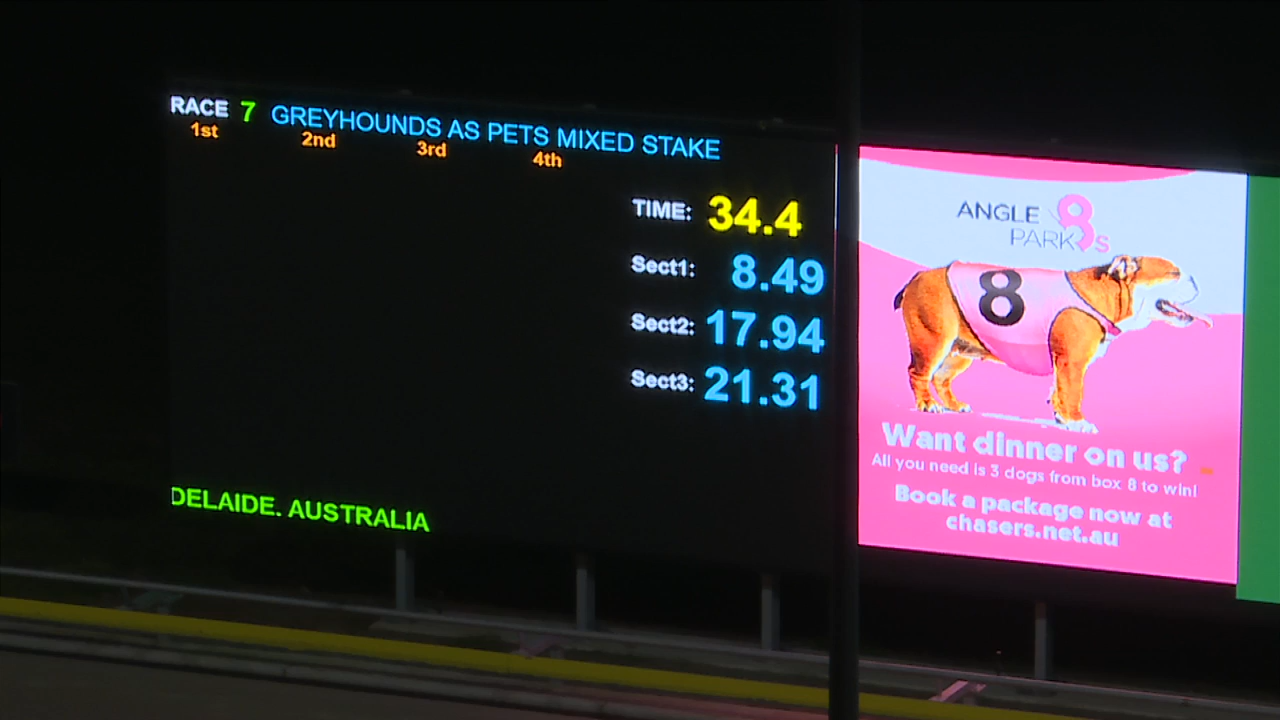 RACE 7 GREYHOUNDS AS PETS MIXED STAKE
1st 2nd 3rd 4th
TIME: 34.4
Sect1: 8.49
Sect2: 17.94
Sect3: 21.31
DELAIDE. AUSTRALIA
ANGLE
PARK 8s
8
Want dinner on us?
All you need is 3 dogs from box 8 to win!
Book a package now at
chasers.net.au